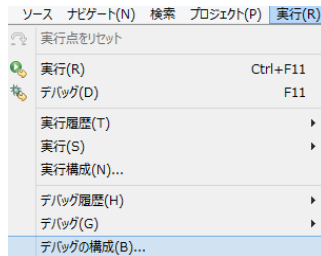 ソース ナビゲート(N) 検索 プロジェクト(P) 実行(R)
実行点をリセット
実行(R) Ctrl+F11
デバッグ(D) F11
実行履歴(T)
実行(S)
実行構成(N)...
デバッグ履歴(H)
デバッグ(G)
デバッグの構成(B)...